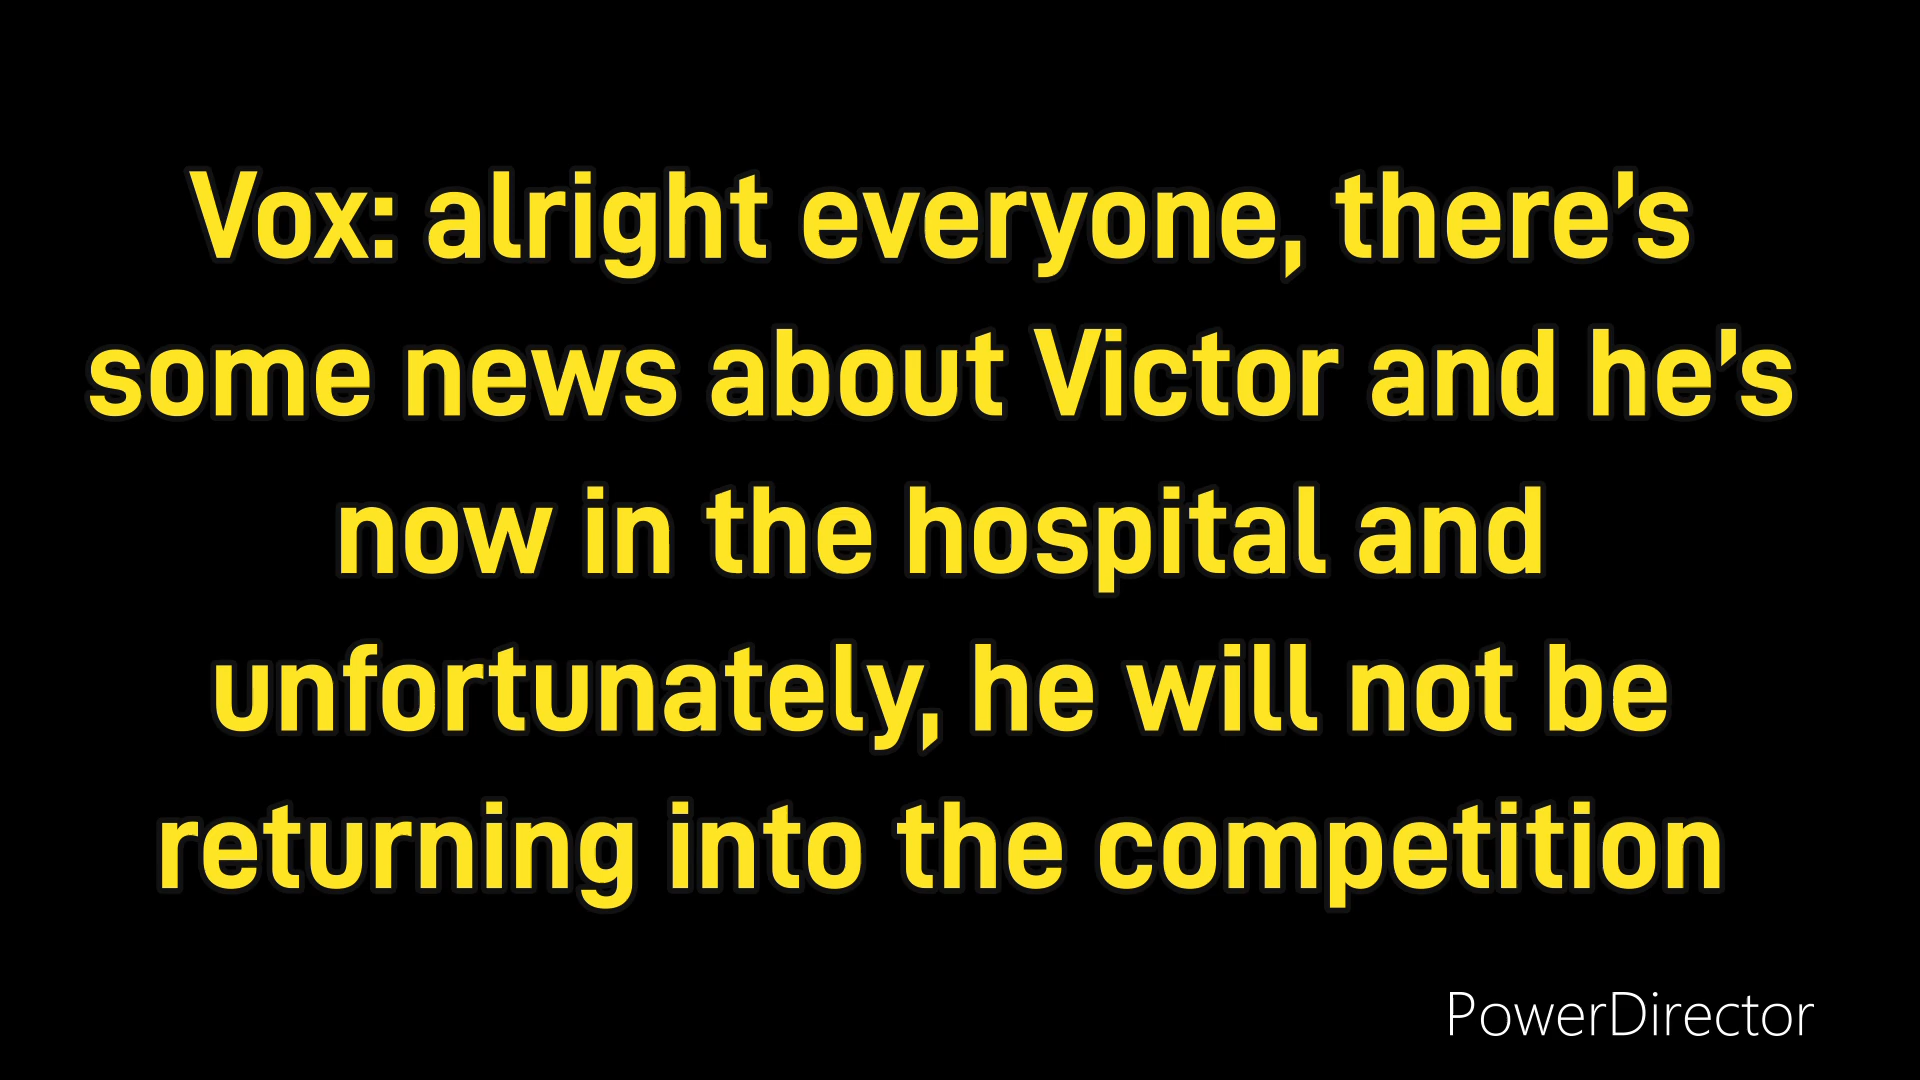 Vox: alright everyone, there’s
some news about Victor and he’s
now in the hospital and
unfortunately, he will not be
returning into the competition
PowerDirector